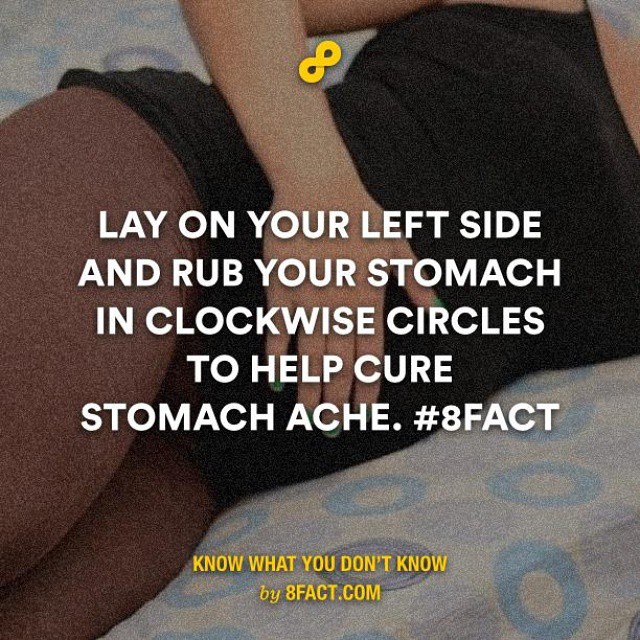 LAY ON YOUR LEFT SIDE
AND RUB YOUR STOMACH
IN CLOCKWISE CIRCLES
TO HELP CURE
STOMACH ACHE. #8FACT
KNOW WHAT YOU DON'T KNOW
by 8FACT.COM